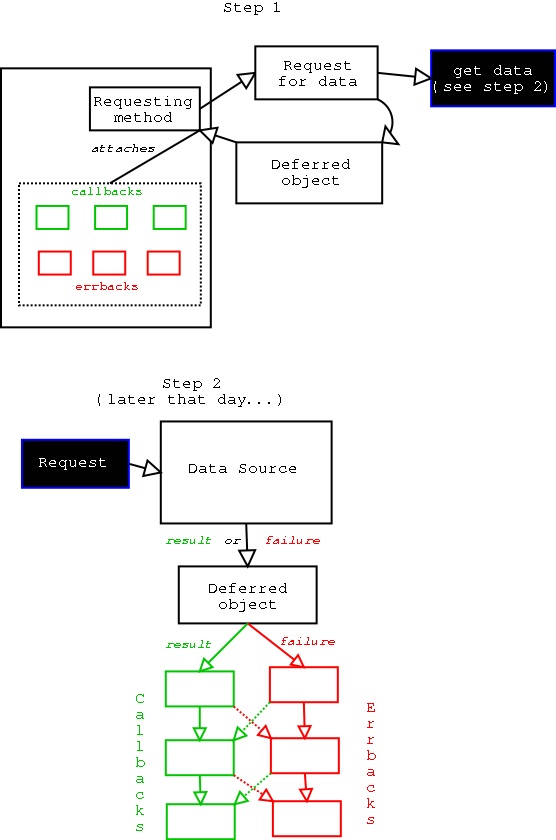 Step 1
Request
for data
get data
(see step 2)
Requesting
method
attaches
Deferred
object
callbacks
errbacks
Step 2
(later that day...)
Request
Data Source
result or failure
Deferred
object
result
failure
Callbacks
Errbacks